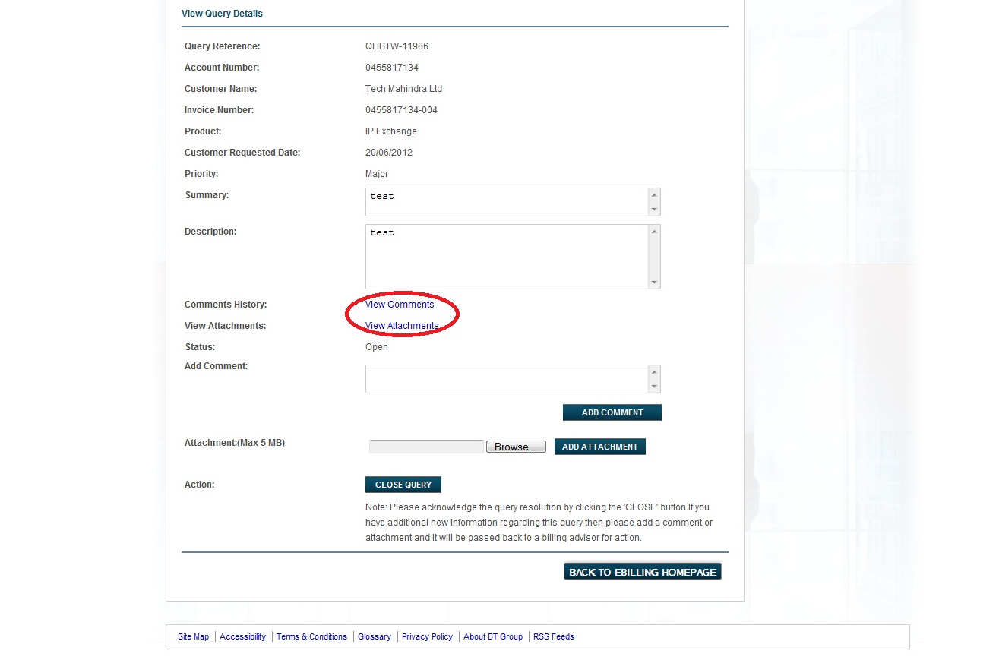 View Query Details
Query Reference: QHBTW-11986
Account Number: 0455817134
Customer Name: Tech Mahindra Ltd
Invoice Number: 0455817134-004
Product: IP Exchange
Customer Requested Date: 20/06/2012
Priority: Major
Summary: test
Description: test
Comments History: View Comments
View Attachments: View Attachments
Status: Open
Add Comment:
ADD COMMENT
Attachment:(Max 5 MB) Browse... ADD ATTACHMENT
Action: CLOSE QUERY
Note: Please acknowledge the query resolution by clicking the 'CLOSE' button.If you
have additional new information regarding this query then please add a comment or
attachment and it will be passed back to a billing advisor for action.
BACK TO EBILLING HOMEPAGE
Site Map Accessibility Terms & Conditions Glossary Privacy Policy About BT Group RSS Feeds